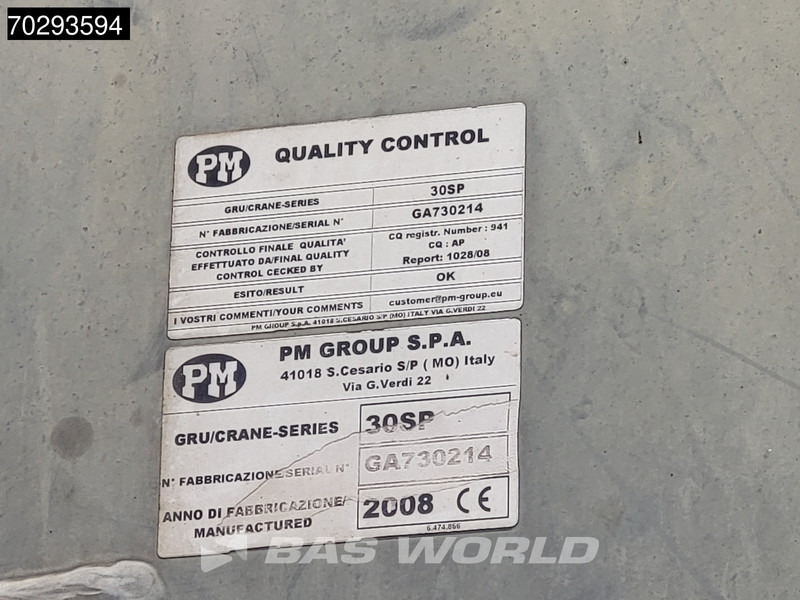 70293594
PM
QUALITY CONTROL
GRU/CRANE-SERIES 30SP
N° FABBRICAZIONE/SERIAL N° GA730214
CONTROLLO FINALE QUALITA'
EFFETTUATO DA/FINAL QUALITY
CONTROL CECKED BY
CQ registr. Number : 941
CQ : AP
Report: 1028/08
ESITO/RESULT OK
I VOSTRI COMMENTI/YOUR COMMENTS customer@pm-group.eu
PM GROUP S.p.A. 41018 S.CESARIO S/P (MO) ITALY VIA G.VERDI 22
PM
PM GROUP S.P.A.
41018 S.Cesario S/P ( MO) Italy
Via G.Verdi 22
GRU/CRANE-SERIES 30SP
N° FABBRICAZIONE/SERIAL N° GA730214
ANNO DI FABBRICAZIONE/
MANUFACTURED
2008 CE
6.474.866
BAS WORLD